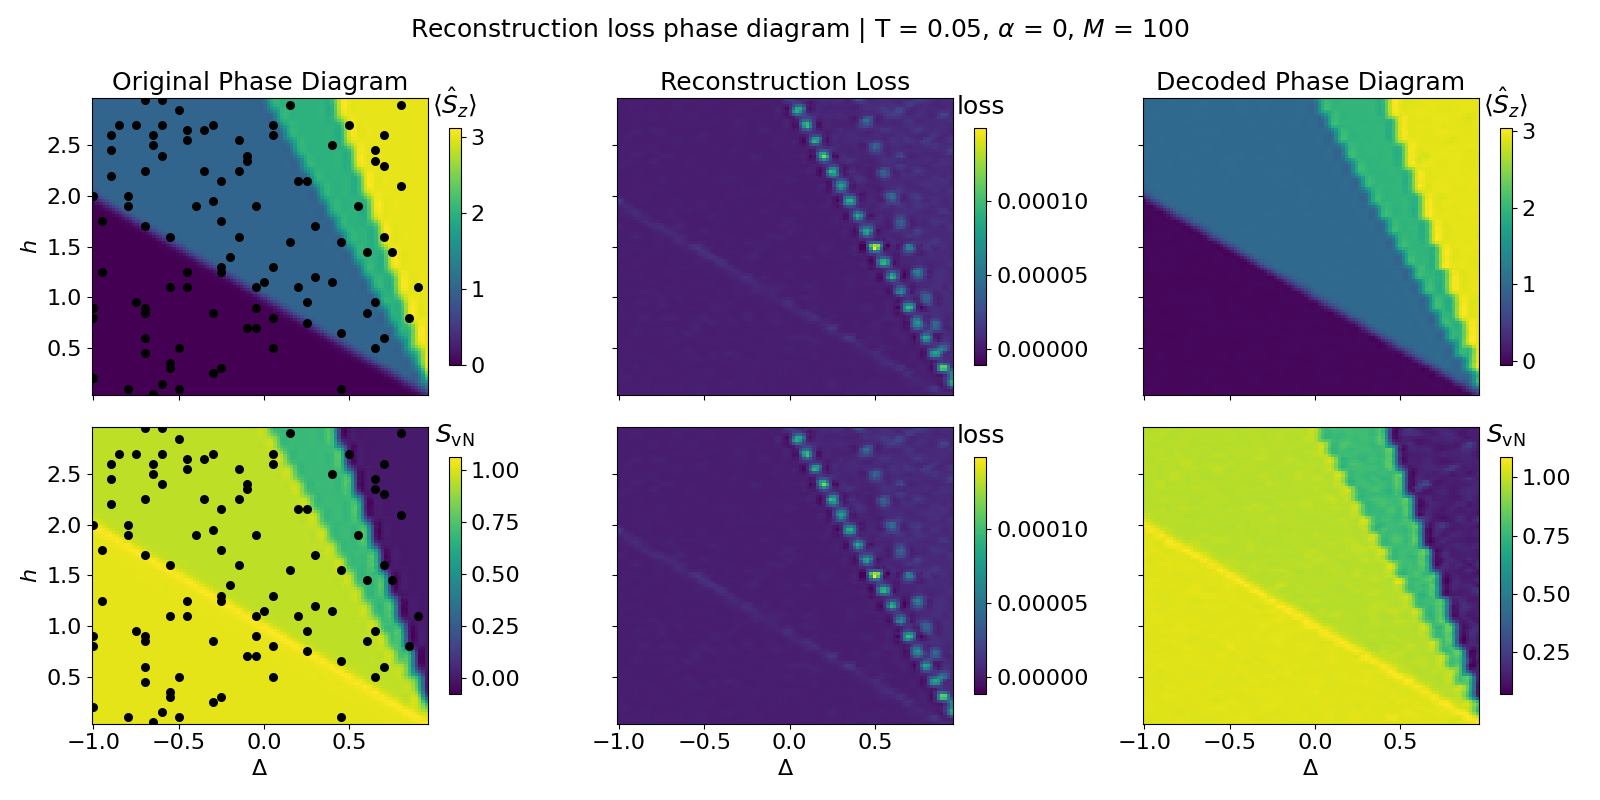 Reconstruction loss phase diagram | T = 0.05, α = 0, M = 100
Original Phase Diagram
⟨Ŝz⟩
Reconstruction Loss
loss
Decoded Phase Diagram
⟨Ŝz⟩
h
2.5
2.0
1.5
1.0
0.5
3
2
1
0
0.00010
0.00005
0.00000
3
2
1
0
SvN
loss
SvN
h
2.5
2.0
1.5
1.0
0.5
1.00
0.75
0.50
0.25
0.00
0.00010
0.00005
0.00000
1.00
0.75
0.50
0.25
−1.0 −0.5 0.0 0.5
Δ
−1.0 −0.5 0.0 0.5
Δ
−1.0 −0.5 0.0 0.5
Δ